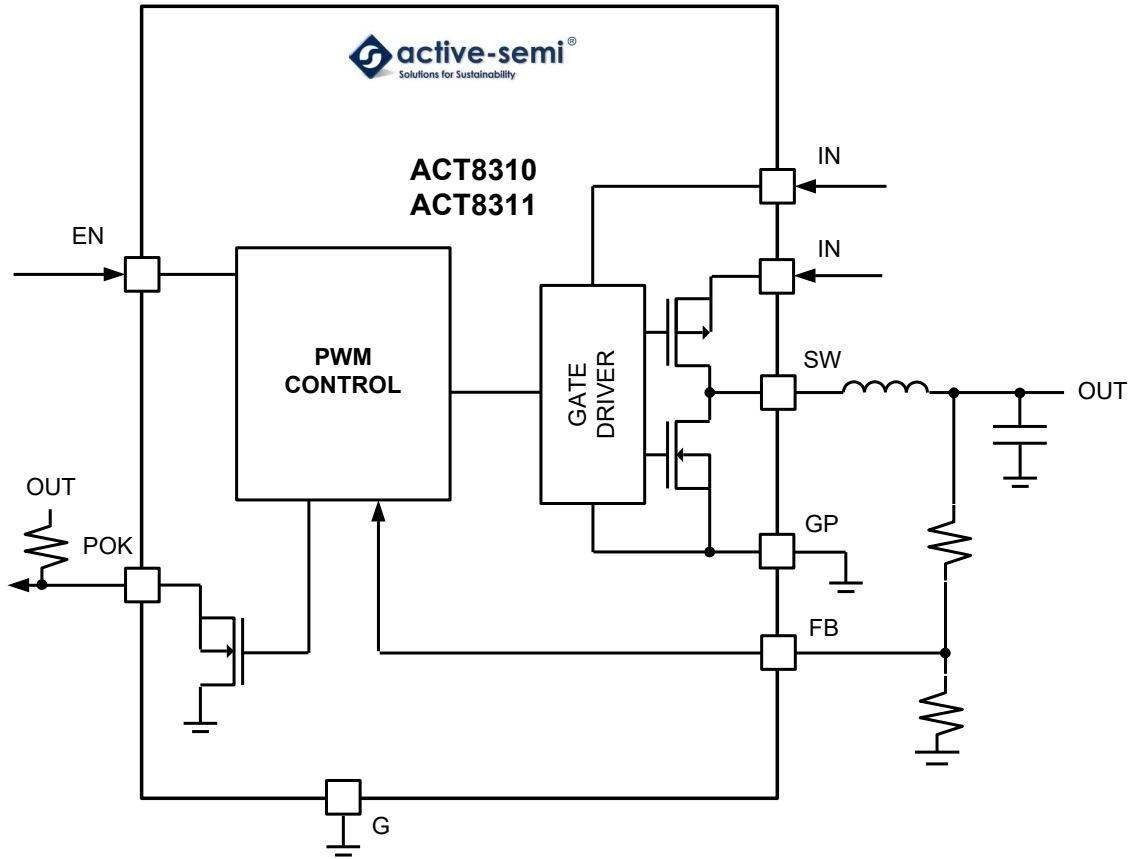 active-semi®
Solutions for Sustainability
ACT8310
ACT8311
IN
EN
IN
PWM
CONTROL
GATE
DRIVER
SW
OUT
OUT
POK
GP
FB
G